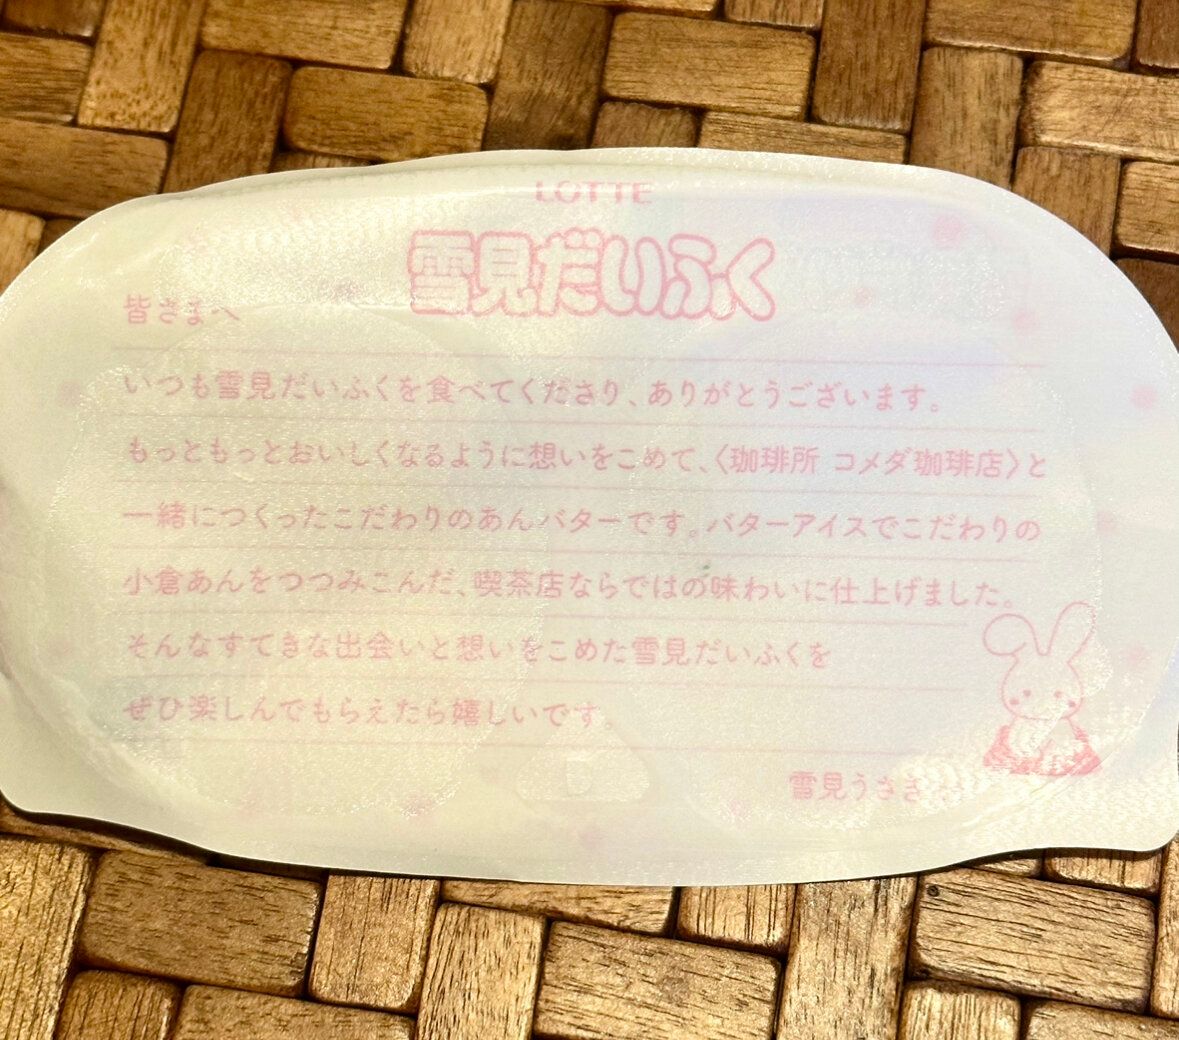 LOTTE
雪見だいふく
皆さまへ
いつも雪見だいふくを食べてくださり、ありがとうございます。
もっともっとおいしくなるように想いをこめて、〈珈琲所 コメダ珈琲店〉と
一緒につくったこだわりのあんバターです。バターアイスでこだわりの
小倉あんをつつみこんだ、喫茶店ならではの味わいに仕上げました。
そんなすてきな出会いと想いをこめた雪見だいふくを
ぜひ楽しんでもらえたら嬉しいです。
雪見うさぎ